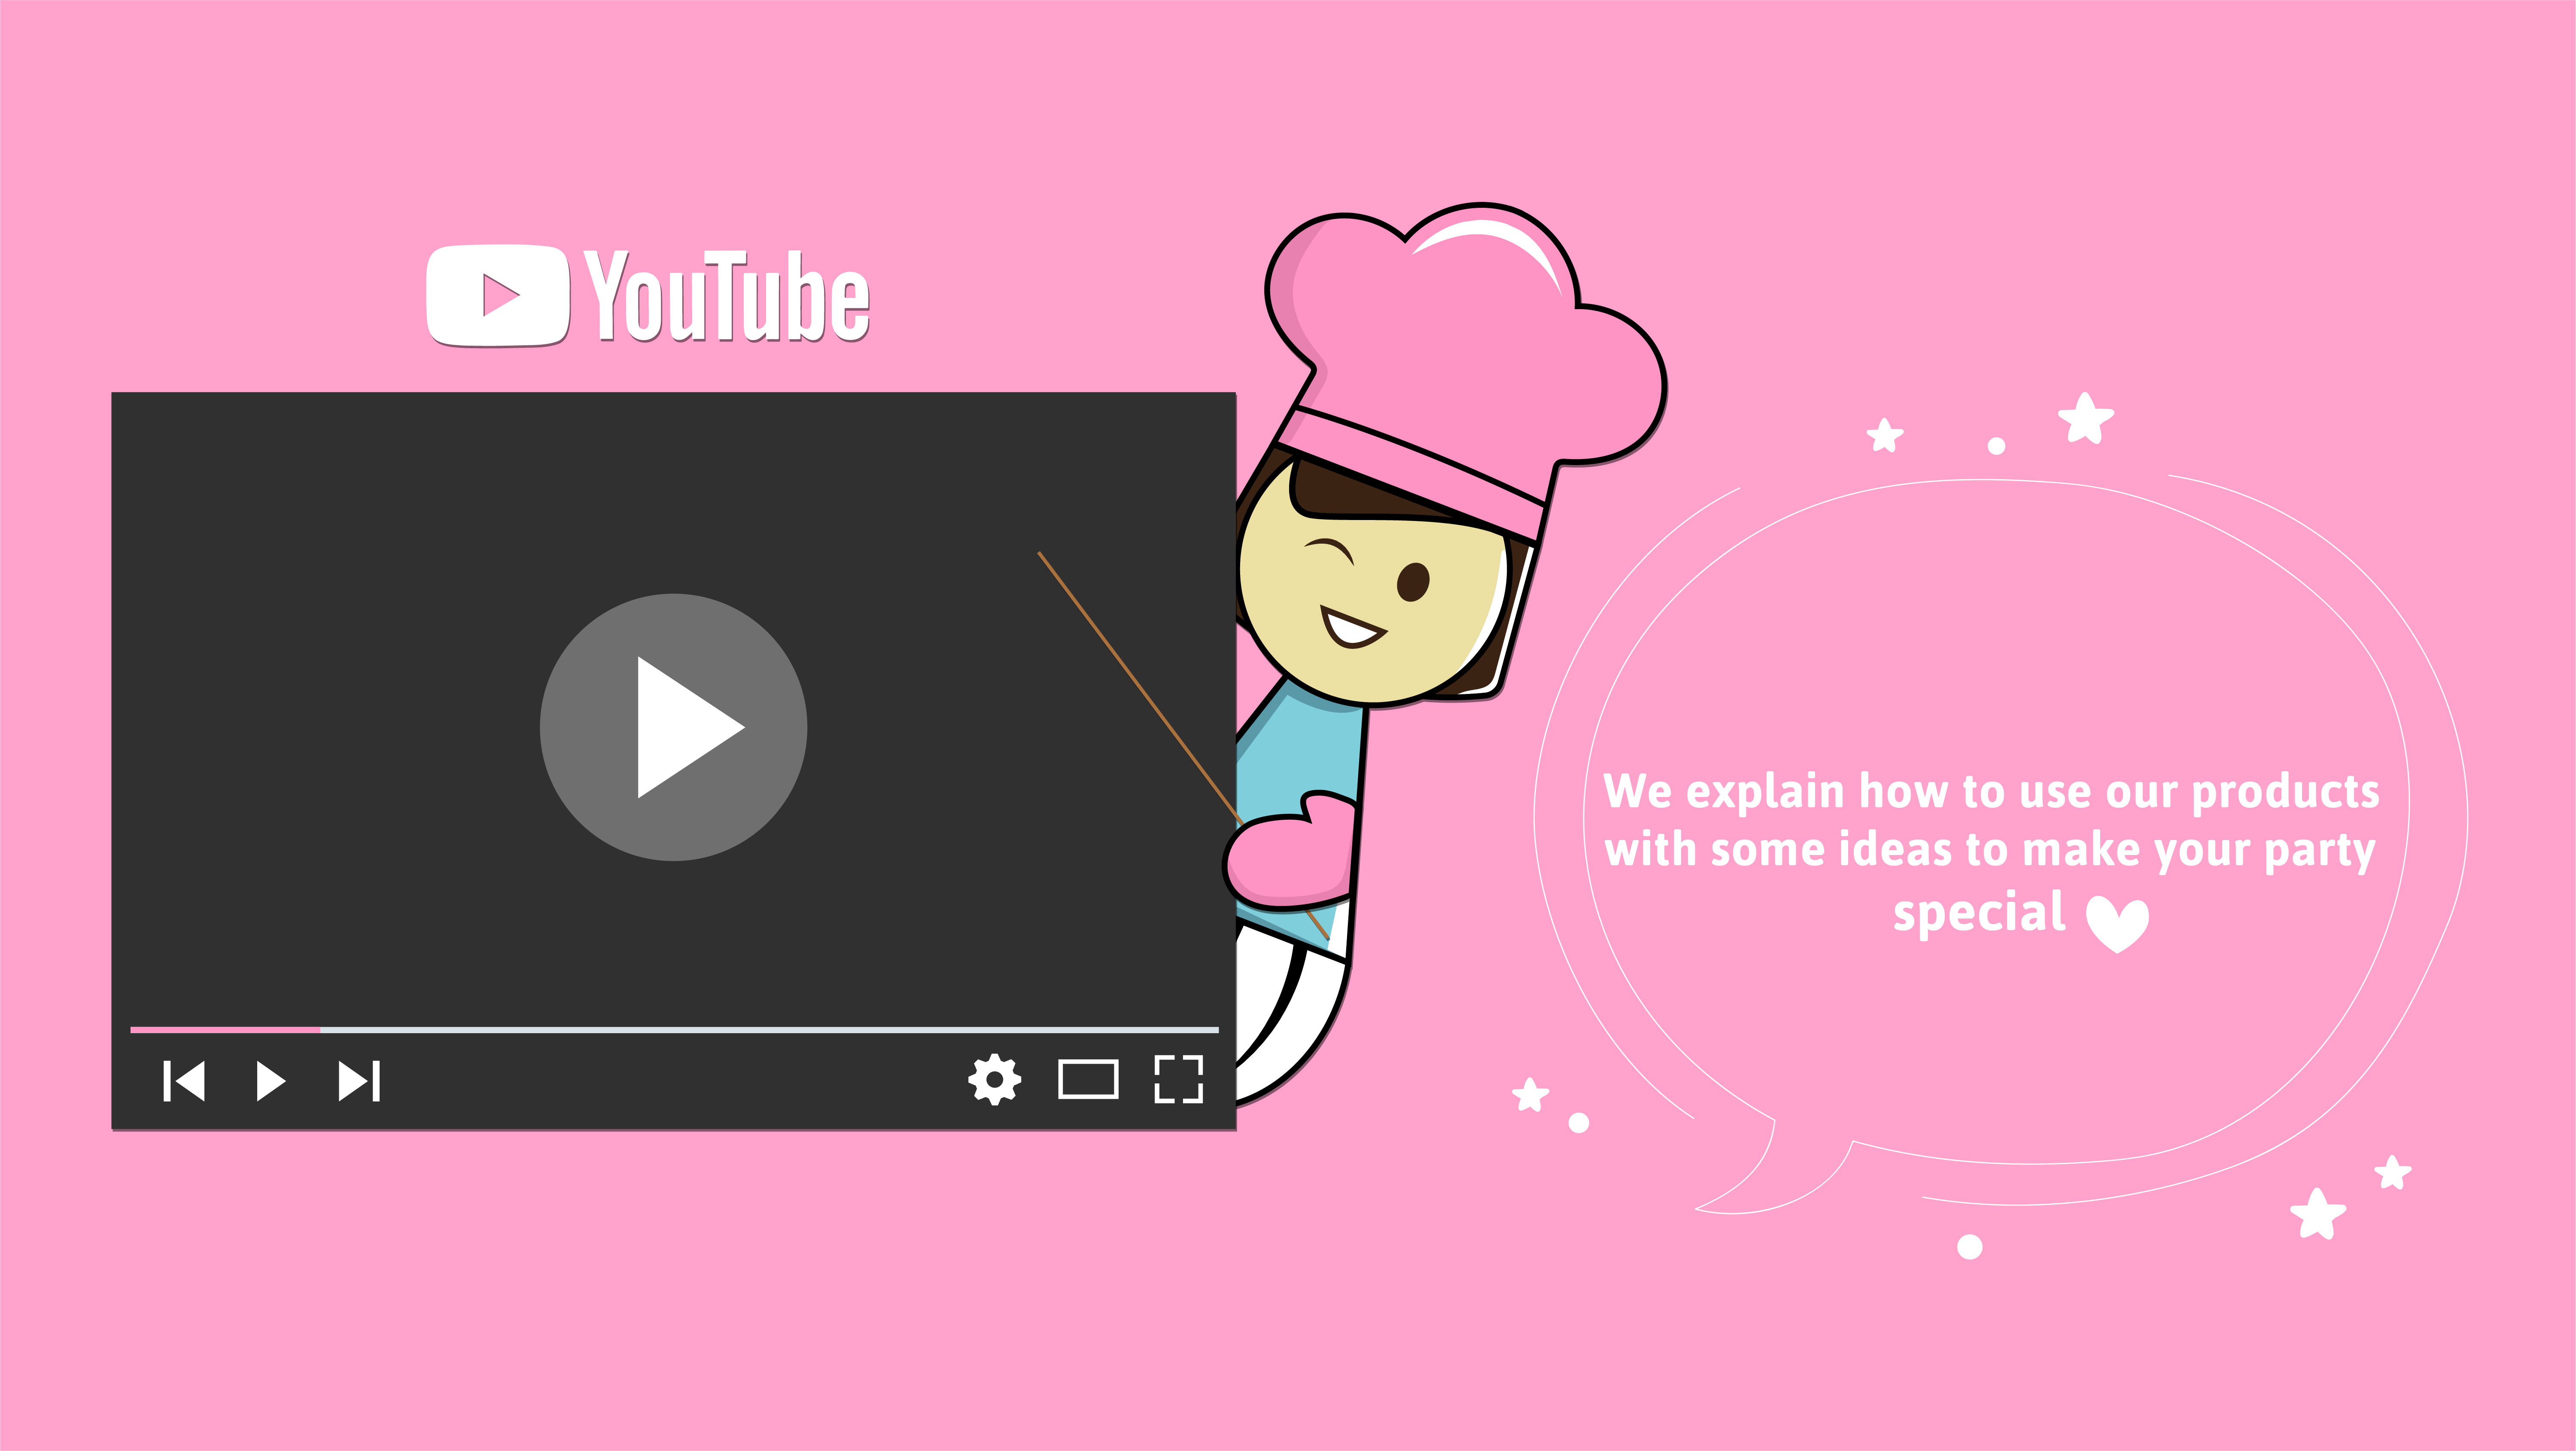 YouTube
We explain how to use our products
with some ideas to make your party
special